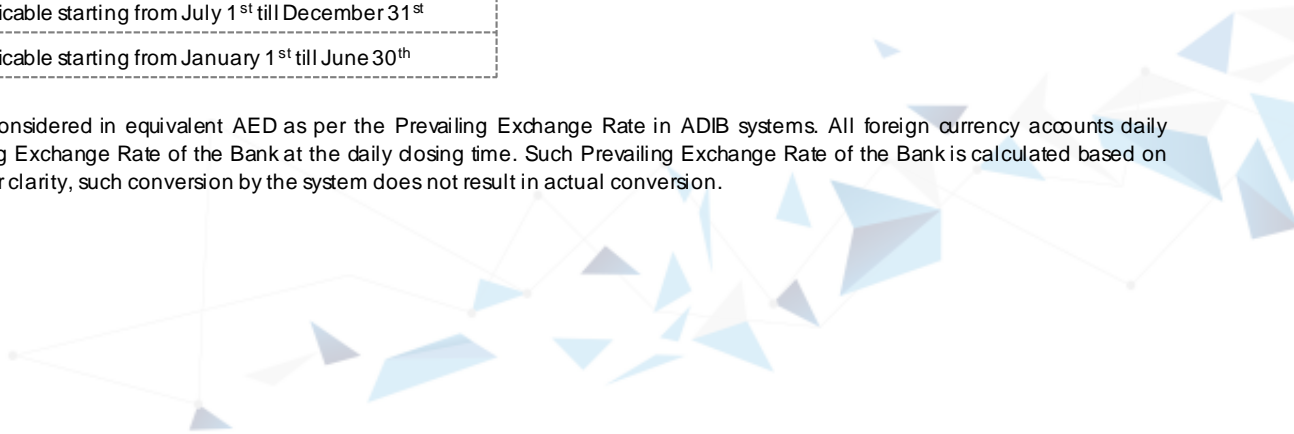 icable starting from July 1st till December 31st
icable starting from January 1st till June 30th
onsidered in equivalent AED as per the Prevailing Exchange Rate in ADIB systems. All foreign currency accounts daily
g Exchange Rate of the Bank at the daily closing time. Such Prevailing Exchange Rate of the Bank is calculated based on
r clarity, such conversion by the system does not result in actual conversion.